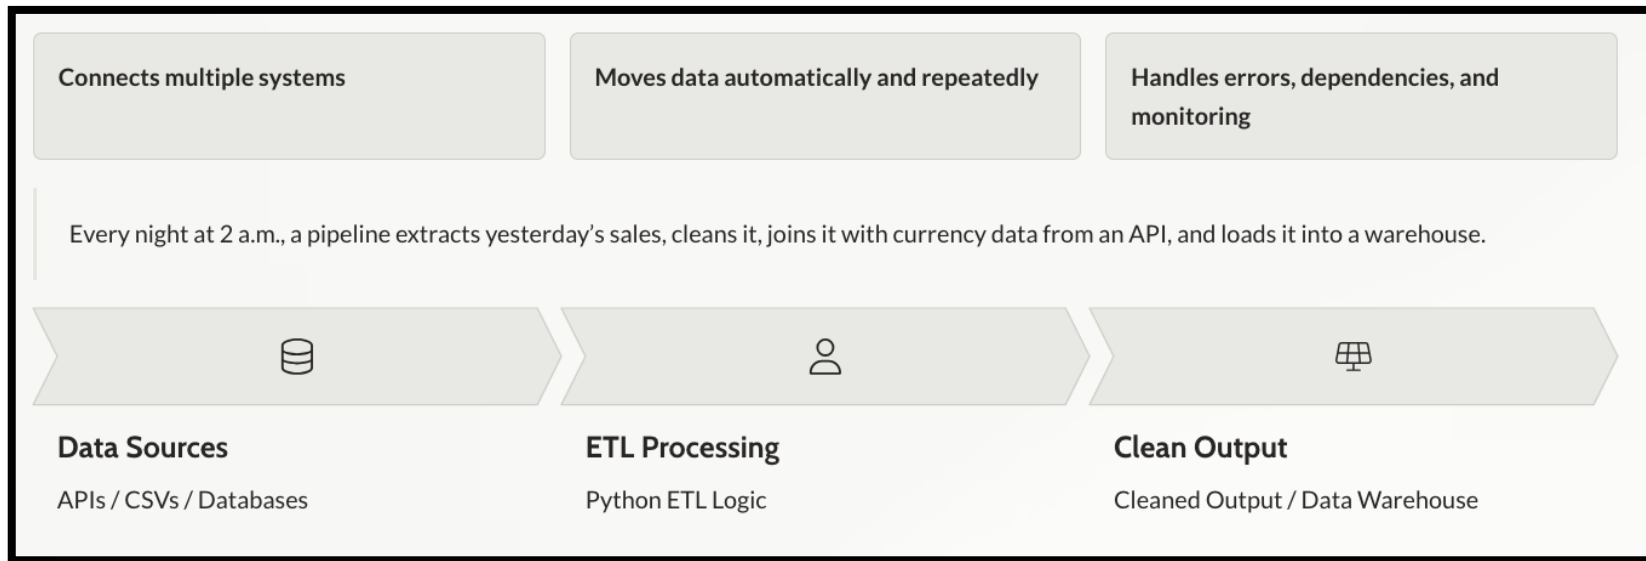 Connects multiple systems
Moves data automatically and repeatedly
Handles errors, dependencies, and
monitoring
Every night at 2 a.m., a pipeline extracts yesterday’s sales, cleans it, joins it with currency data from an API, and loads it into a warehouse.
Data Sources
APIs / CSVs / Databases
ETL Processing
Python ETL Logic
Clean Output
Cleaned Output / Data Warehouse